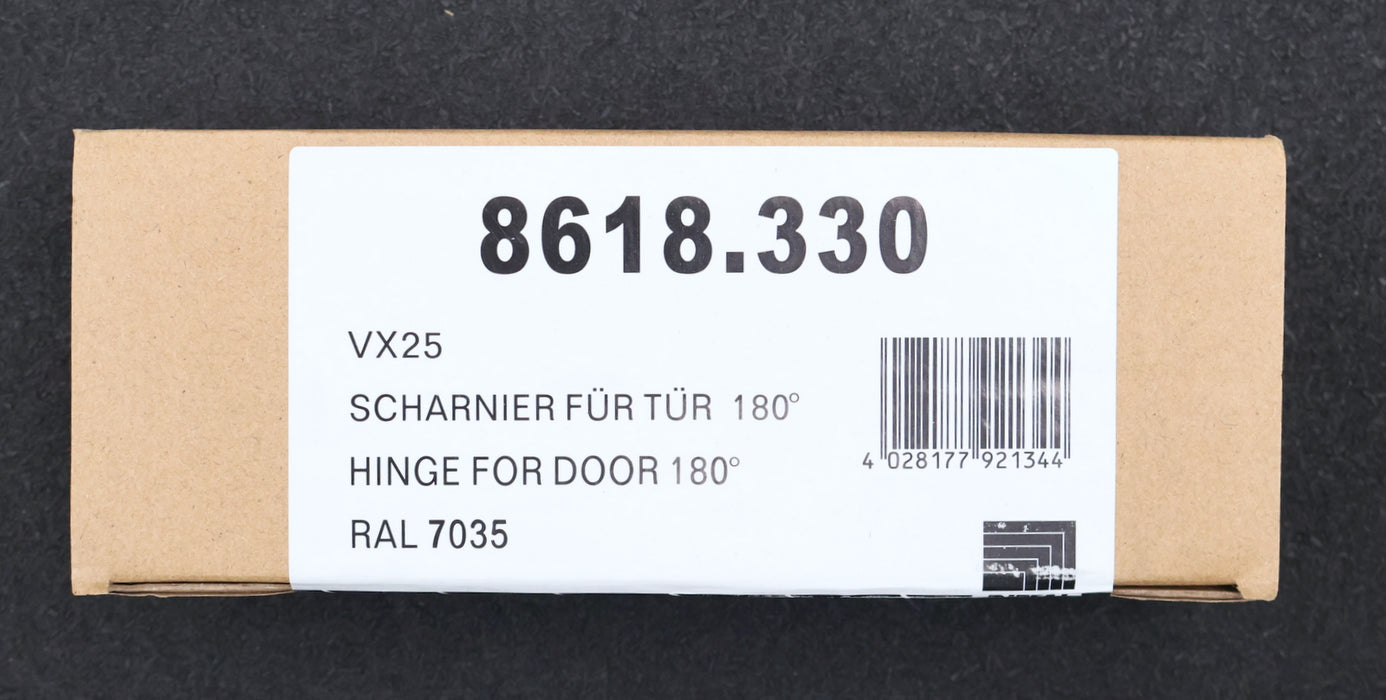 8618.330
VX25
SCHARNIER FÜR TÜR 180°
HINGE FOR DOOR 180°
RAL 7035
4 028177 921344